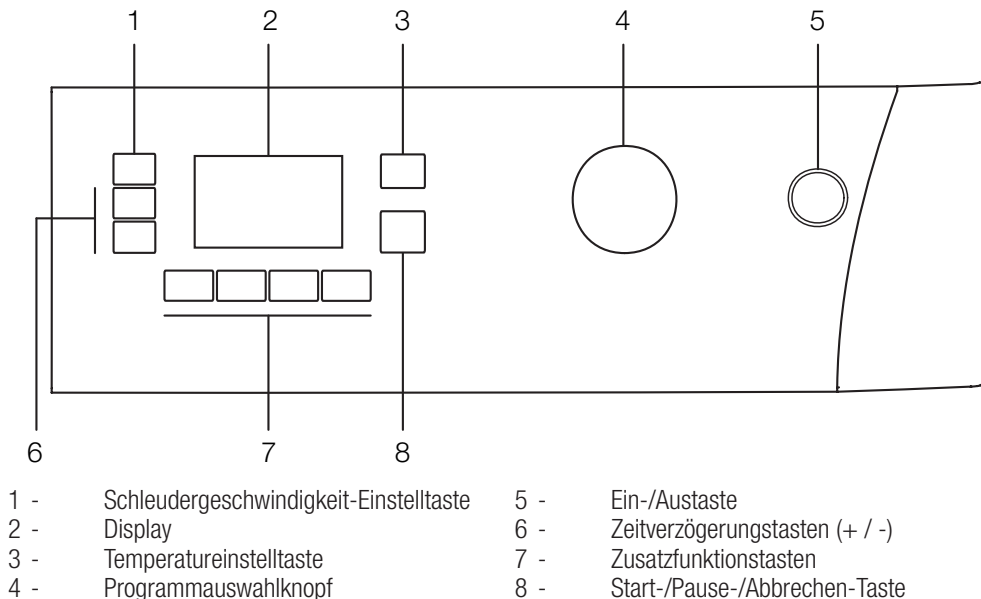 1 2 3 4 5
6 7 8
1 - Schleudergeschwindigkeit-Einstelltaste
2 - Display
3 - Temperatureinstelltaste
4 - Programmauswahlknopf
5 - Ein-/Austaste
6 - Zeitverzögerungstasten (+ / -)
7 - Zusatzfunktionstasten
8 - Start-/Pause-/Abbrechen-Taste